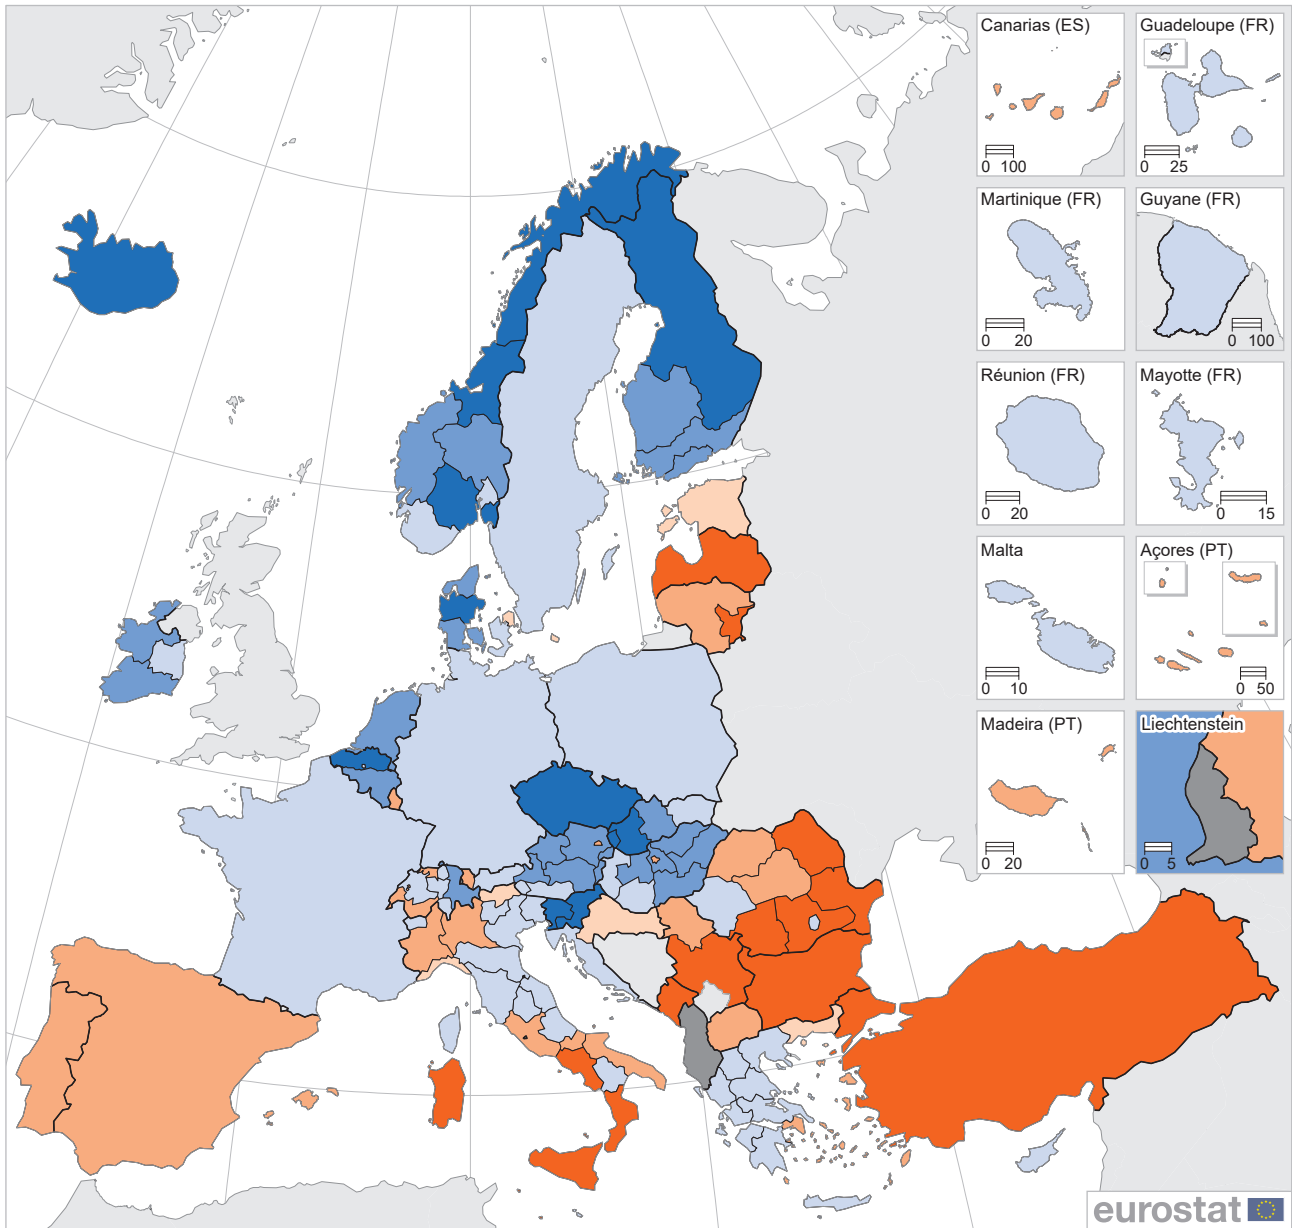 Canarias (ES)
0 100
Guadeloupe (FR)
0 25
Martinique (FR)
0 20
Guyane (FR)
0 100
Réunion (FR)
0 20
Mayotte (FR)
0 15
Malta
0 10
Açores (PT)
0 50
Madeira (PT)
0 20
Liechtenstein
0 5
eurostat